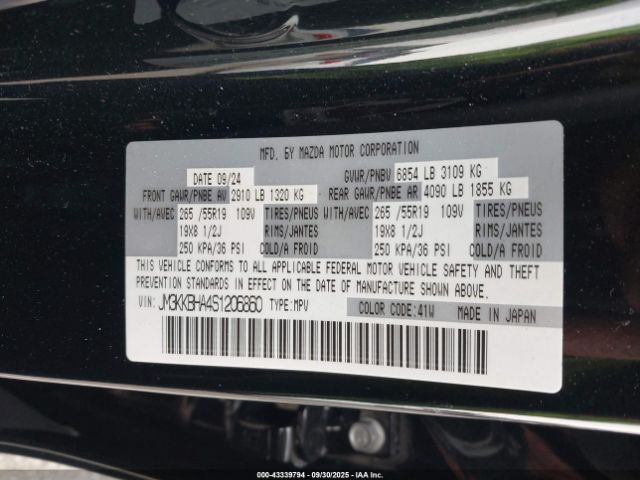 MFD. BY MAZDA MOTOR CORPORATION
DATE 09/24 GVWR/PNBV 6854 LB 3109 KG
FRONT GAWR/PNBE AV 2910 LB 1320 KG REAR GAWR/PNBE AR 4090 LB 1855 KG
WITH/AVEC 265 /55R19 109V TIRES/PNEUS WITH/AVEC 265 /55R19 109V TIRES/PNEUS
19X8 1/2J RIMS/JANTES 19X8 1/2J RIMS/JANTES
250 KPA/36 PSI COLD/A FROID 250 KPA/36 PSI COLD/A FROID
THIS VEHICLE CONFORMS TO ALL APPLICABLE FEDERAL MOTOR VEHICLE SAFETY AND THEFT
PREVENTION STANDARDS IN EFFECT ON THE DATE OF MANUFACTURE SHOWN ABOVE.
VIN: JM3KKBHA4S1206860 TYPE:MPV COLOR CODE:41W MADE IN JAPAN
000-43339794 - 09/30/2025 - IAAI, Inc.